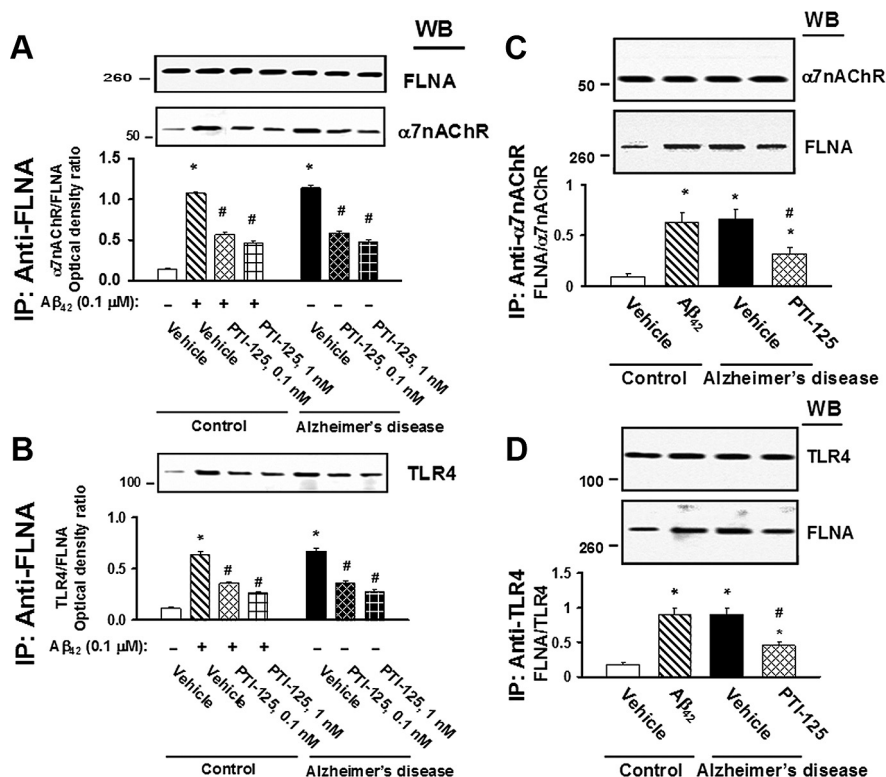 A
WB
260
FLNA
50
α7nAChR
IP: Anti-FLNA
α7nAChR/FLNA
Optical density ratio
1.5
1.0
0.5
0.0
*
#
#
*
#
#
Aβ42 (0.1 µM):
– + + + – – –
Vehicle
Vehicle
PTI-125, 0.1 nM
PTI-125, 1 nM
Vehicle
PTI-125, 0.1 nM
PTI-125, 1 nM
Control
Alzheimer's disease
B
100
TLR4
IP: Anti-FLNA
TLR4/FLNA
Optical density ratio
1.0
0.5
0.0
*
#
#
*
#
#
Aβ42 (0.1 µM):
– + + + – – –
Vehicle
Vehicle
PTI-125, 0.1 nM
PTI-125, 1 nM
Vehicle
PTI-125, 0.1 nM
PTI-125, 1 nM
Control
Alzheimer's disease
C
WB
50
α7nAChR
260
FLNA
IP: Anti-α7nAChR
FLNA/α7nAChR
1
0.5
0
*
*
#
*
Vehicle
Aβ42
Vehicle
PTI-125
Control
Alzheimer's disease
D
WB
100
TLR4
260
FLNA
IP: Anti-TLR4
FLNA/TLR4
1.5
1
0.5
0
*
*
#
*
Vehicle
Aβ42
Vehicle
PTI-125
Control
Alzheimer's disease